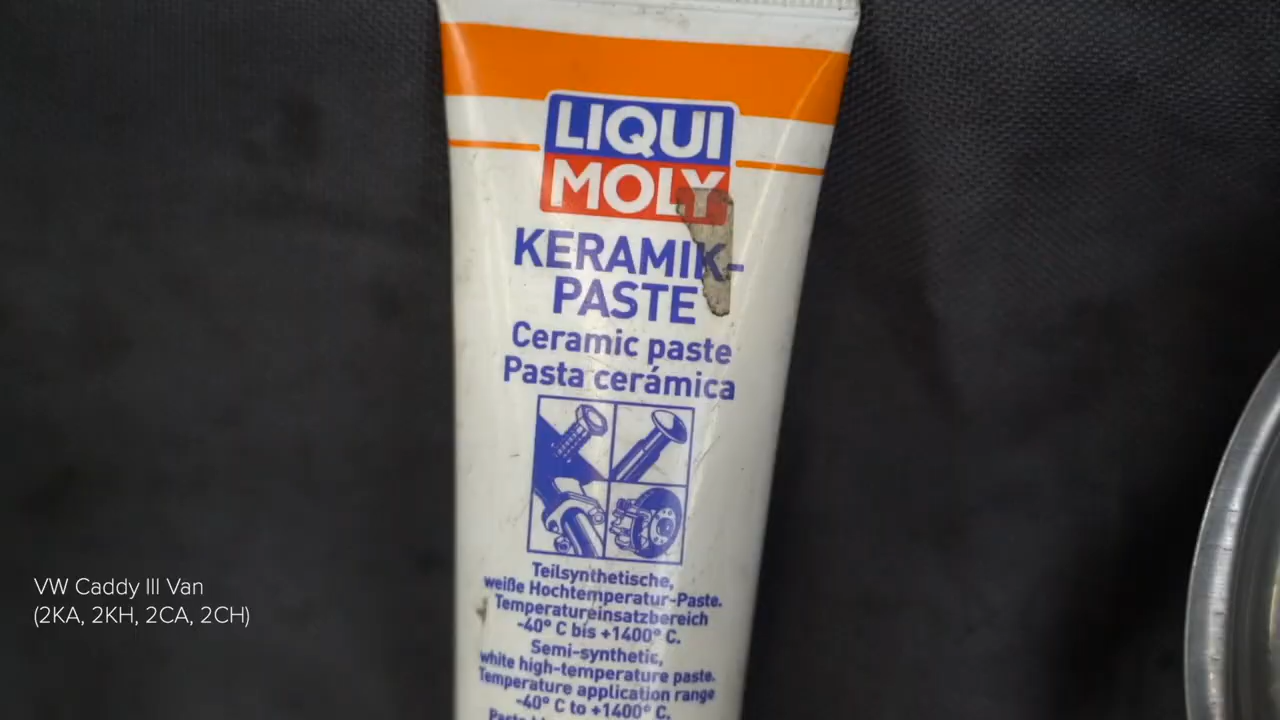 LIQUI
MOLY
KERAMIK-
PASTE
Ceramic paste
Pasta cerámica
Teilsynthetische,
weiße Hochtemperatur-Paste.
Temperatureinsatzbereich
-40° C bis +1400° C.
Semi-synthetic,
white high-temperature paste.
Temperature application range
-40° C to +1400° C.
VW Caddy III Van
(2KA, 2KH, 2CA, 2CH)